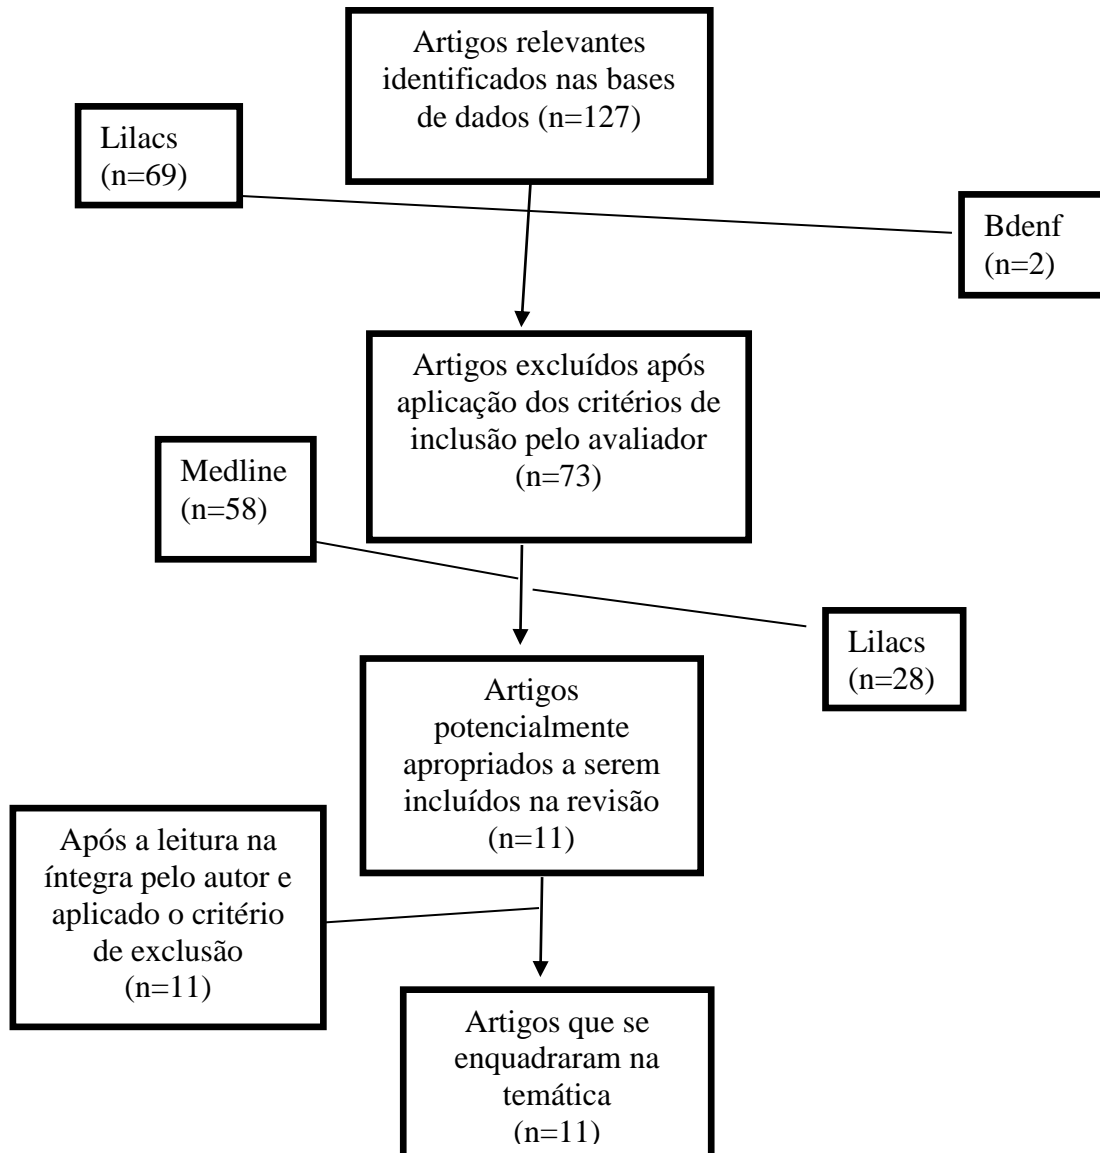 Artigos relevantes
identificados nas bases
de dados (n=127)
Lilacs
(n=69)
Bdenf
(n=2)
Artigos excluídos após
aplicação dos critérios de
inclusão pelo avaliador
(n=73)
Medline
(n=58)
Lilacs
(n=28)
Artigos
potencialmente
apropriados a serem
incluídos na revisão
(n=11)
Após a leitura na
íntegra pelo autor e
aplicado o critério
de exclusão
(n=11)
Artigos que se
enquadraram na
temática
(n=11)